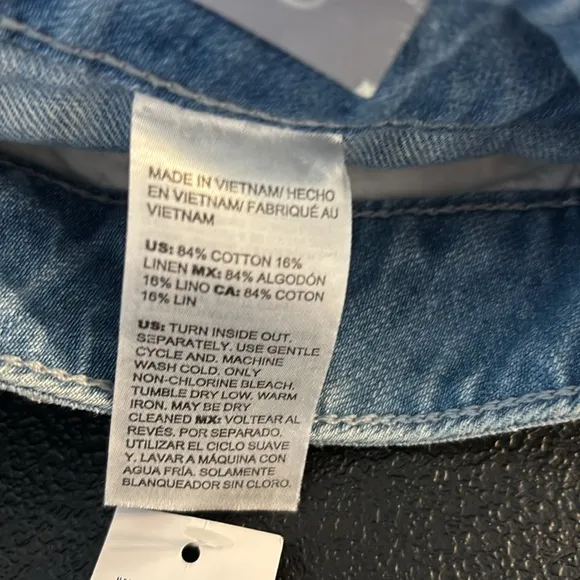 MADE IN VIETNAM/ HECHO
EN VIETNAM/ FABRIQUÉ AU
VIETNAM
US: 84% COTTON 16%
LINEN MX: 84% ALGODÓN
16% LINO CA: 84% COTON
16% LIN
US: TURN INSIDE OUT.
SEPARATELY. USE GENTLE
CYCLE AND. MACHINE
WASH COLD. ONLY
NON-CHLORINE BLEACH.
TUMBLE DRY LOW. WARM
IRON. MAY BE DRY
CLEANED MX: VOLTEAR AL
REVÉS. POR SEPARADO.
UTILIZAR EL CICLO SUAVE
Y. LAVAR A MÁQUINA CON
AGUA FRÍA. SOLAMENTE
BLANQUEADOR SIN CLORO.